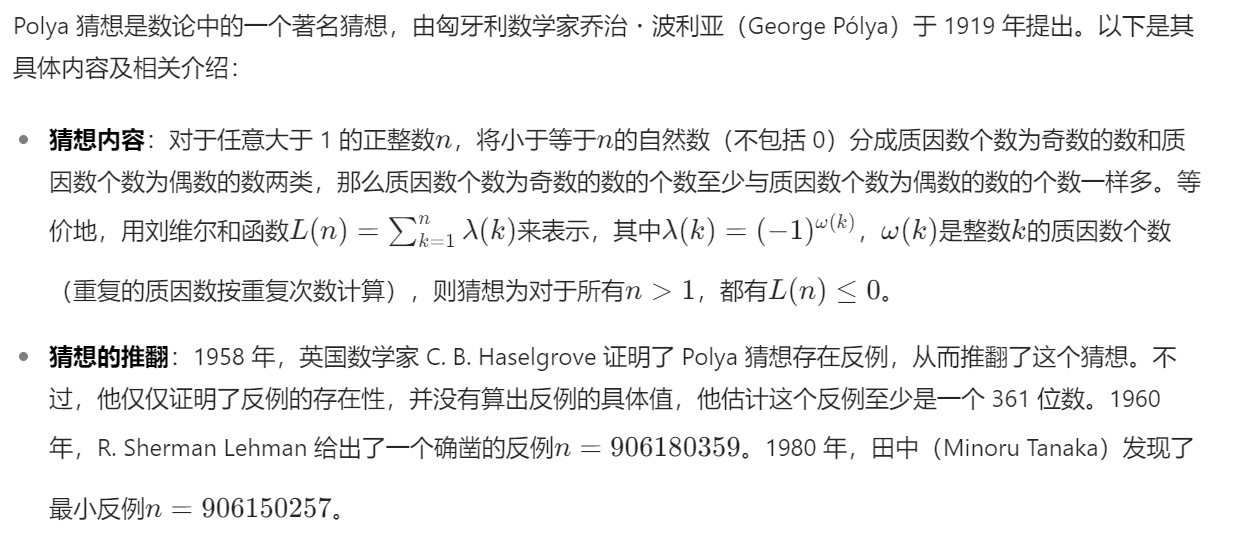 Polya 猜想是数论中的一个著名猜想，由匈牙利数学家乔治・波利亚（George Pólya）于 1919 年提出。以下是其
具体内容及相关介绍：
• 猜想内容：对于任意大于 1 的正整数n，将小于等于n的自然数（不包括 0）分成质因数个数为奇数的数和质
因数个数为偶数的数两类，那么质因数个数为奇数的数的个数至少与质因数个数为偶数的数的个数一样多。等
价地，用刘维尔和函数L(n) = ∑_{k=1}^{n} λ(k)来表示，其中λ(k) = (−1)^{ω(k)}，ω(k)是整数k的质因数个数
（重复的质因数按重复次数计算），则猜想为对于所有n > 1，都有L(n) ≤ 0。
• 猜想的推翻：1958 年，英国数学家 C. B. Haselgrove 证明了 Polya 猜想存在反例，从而推翻了这个猜想。不
过，他仅仅证明了反例的存在性，并没有算出反例的具体值，他估计这个反例至少是一个 361 位数。1960
年，R. Sherman Lehman 给出了一个确凿的反例n = 906180359。1980 年，田中（Minoru Tanaka）发现了
最小反例n = 906150257。